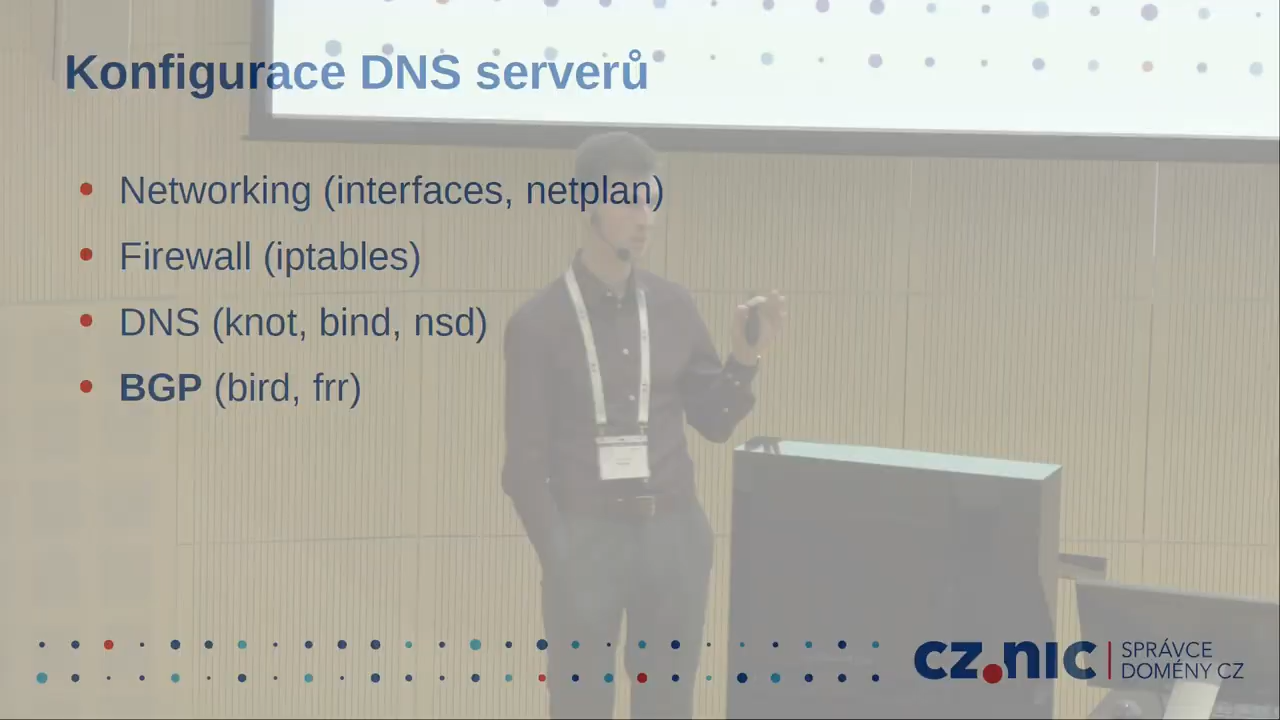 Konfigurace DNS serverů
Networking (interfaces, netplan)
Firewall (iptables)
DNS (knot, bind, nsd)
BGP (bird, frr)
CZ.NIC | SPRÁVCE
DOMÉNY CZ